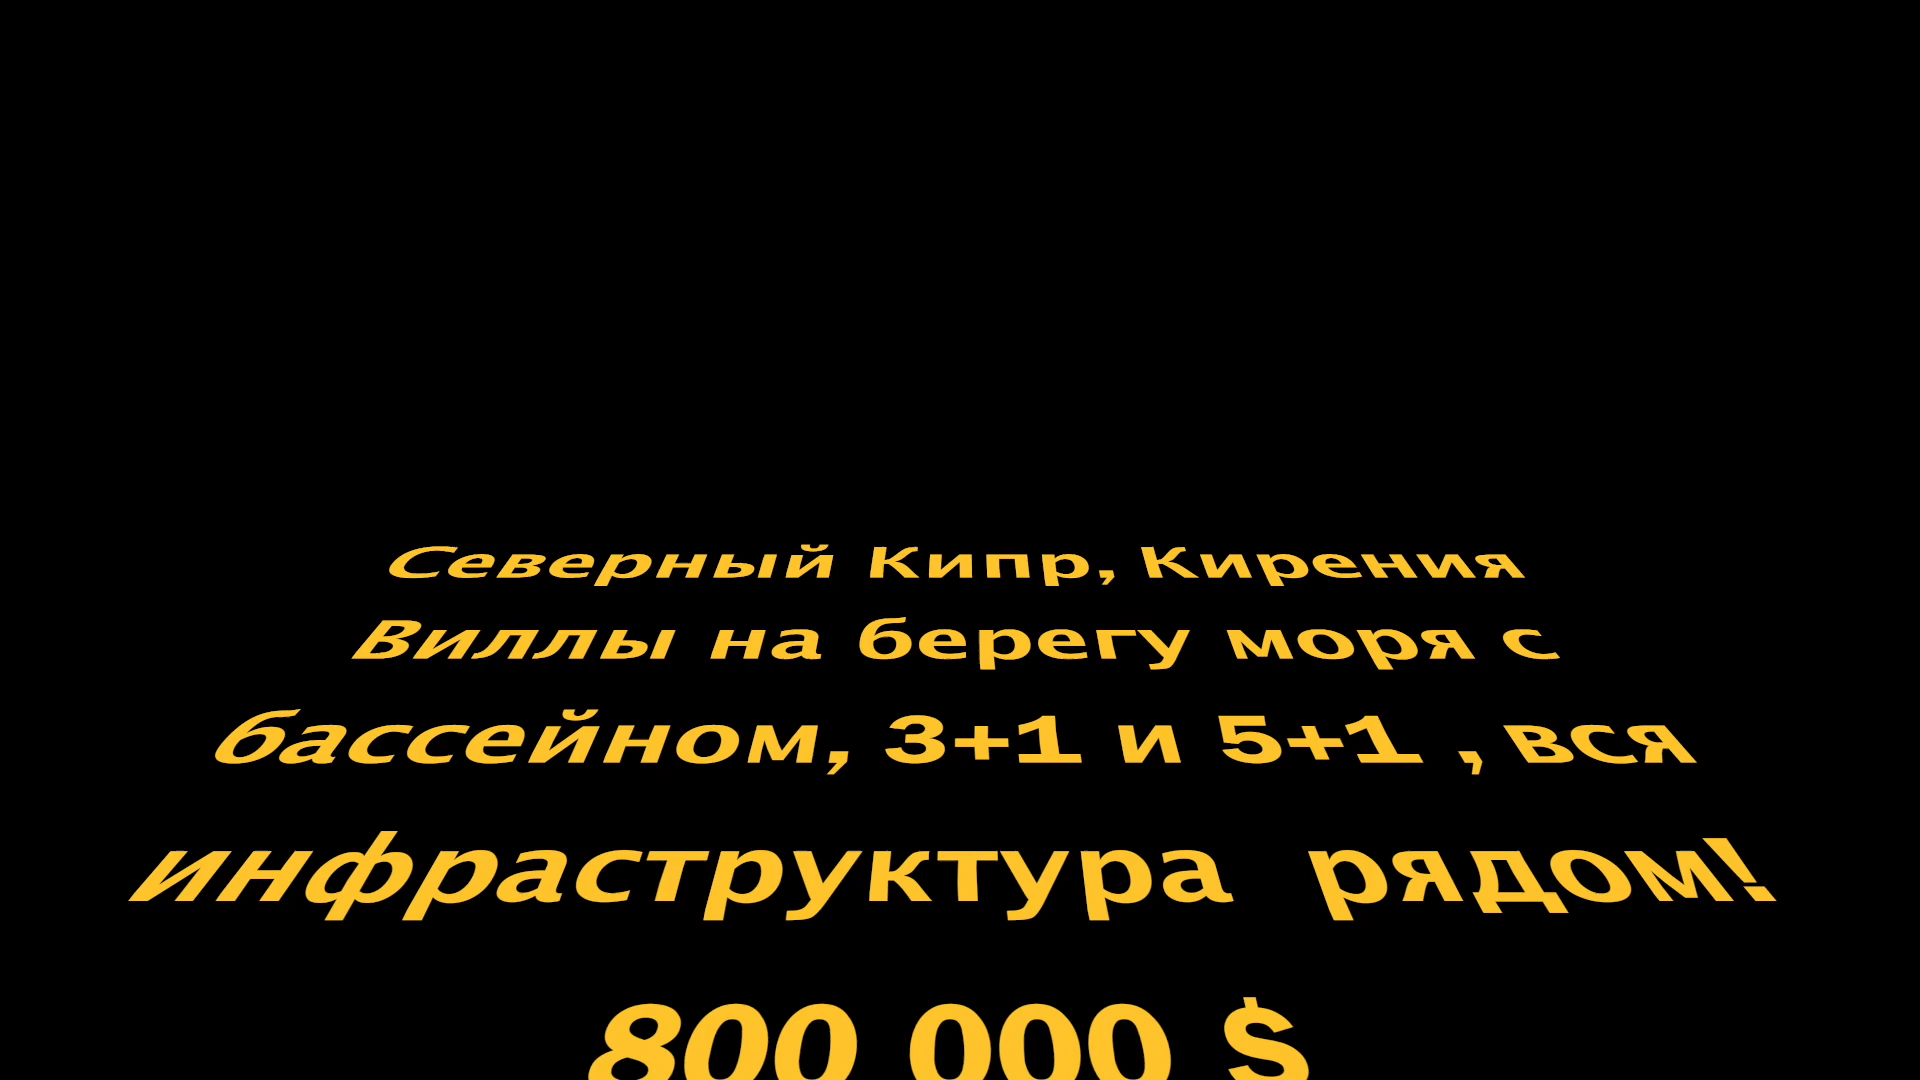 Северный Кипр, Кирения
Виллы на берегу моря с
бассейном, 3+1 и 5+1 , вся
инфраструктура  рядом!
800 000 $